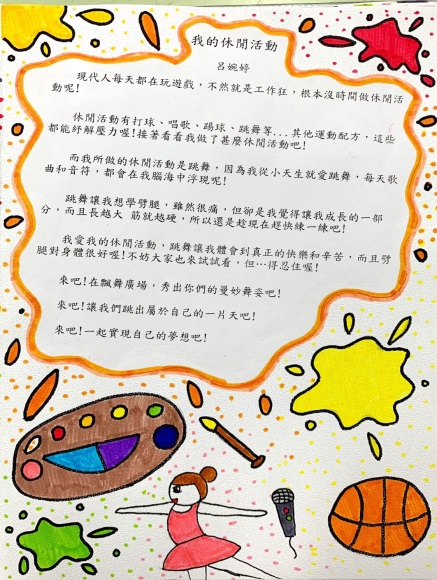 我的休閒活動
呂婉婷
現代人每天都在玩遊戲，不然就是工作狂，根本沒時間做休閒活
動呢！
休閒活動有打球、唱歌、踢球、跳舞等...其他運動配方，這些
都能紓解壓力喔！接著看看我做了甚麼休閒活動吧！
而我所做的休閒活動是跳舞，因為我從小天生就愛跳舞，每天歌
曲和音符，都會在我腦海中浮現呢！
跳舞讓我想學劈腿，雖然很痛，但卻是我覺得讓我成長的一部
分，而且長越大 筋就越硬，所以還是趁現在趕快練一練吧！
我愛我的休閒活動，跳舞讓我體會到真正的快樂和辛苦，而且劈
腿對身體很好喔！不妨大家也來試試看，但…得忍住喔！
來吧！在飄舞廣場，秀出你們的曼妙舞姿吧！
來吧！讓我們跳出屬於自己的一片天吧！
來吧！一起實現自己的夢想吧！